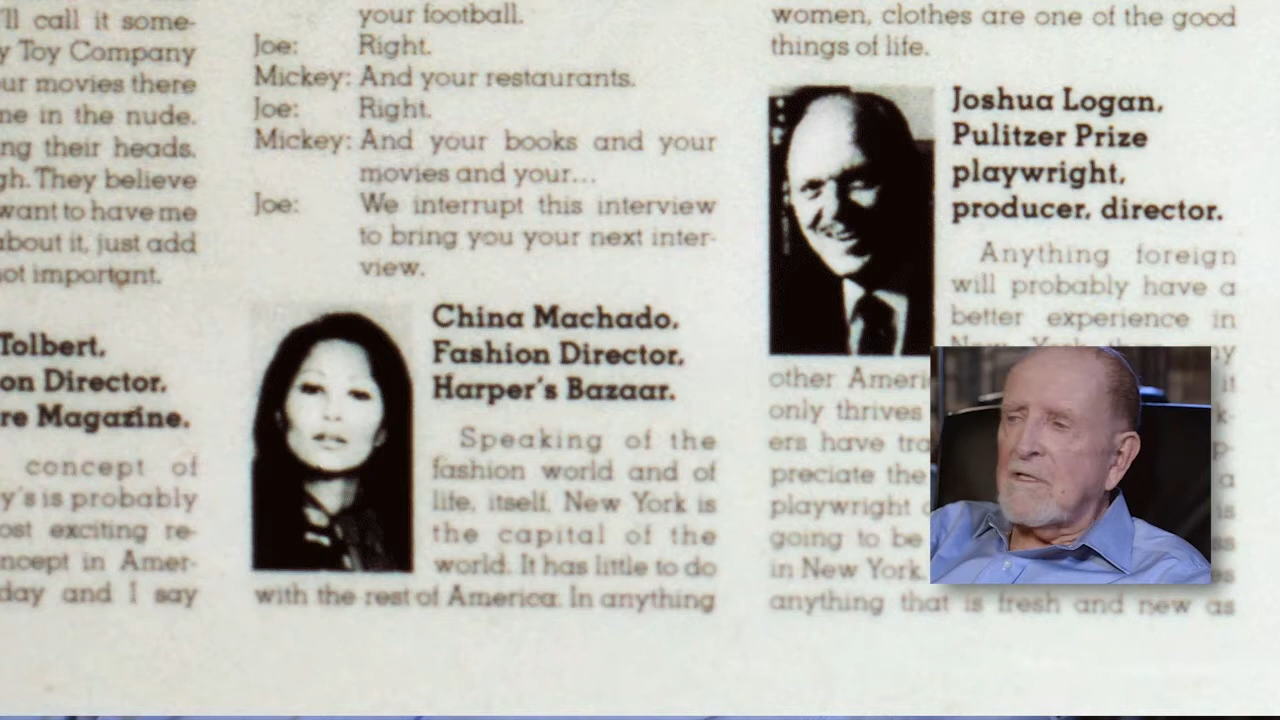 'll call it some-
y Toy Company
ur movies there
ne in the nude.
ng their heads.
gh. They believe
want to have me
about it, just add
not important.
Tolbert,
on Director,
re Magazine.
concept of
y's is probably
ost exciting re-
ncept in Amer-
day and I say
your football.
Joe: Right.
Mickey: And your restaurants.
Joe: Right.
Mickey: And your books and your
movies and your...
Joe: We interrupt this interview
to bring you your next inter-
view.
China Machado,
Fashion Director,
Harper's Bazaar.
Speaking of the
fashion world and of
life, itself, New York is
the capital of the
world. It has little to do
with the rest of America. In anything
women, clothes are one of the good
things of life.
Joshua Logan,
Pulitzer Prize
playwright,
producer, director.
Anything foreign
will probably have a
better experience in
other Ameri
only thrives
ers have tra
preciate the
playwright
going to be
in New York.
anything that is fresh and new as